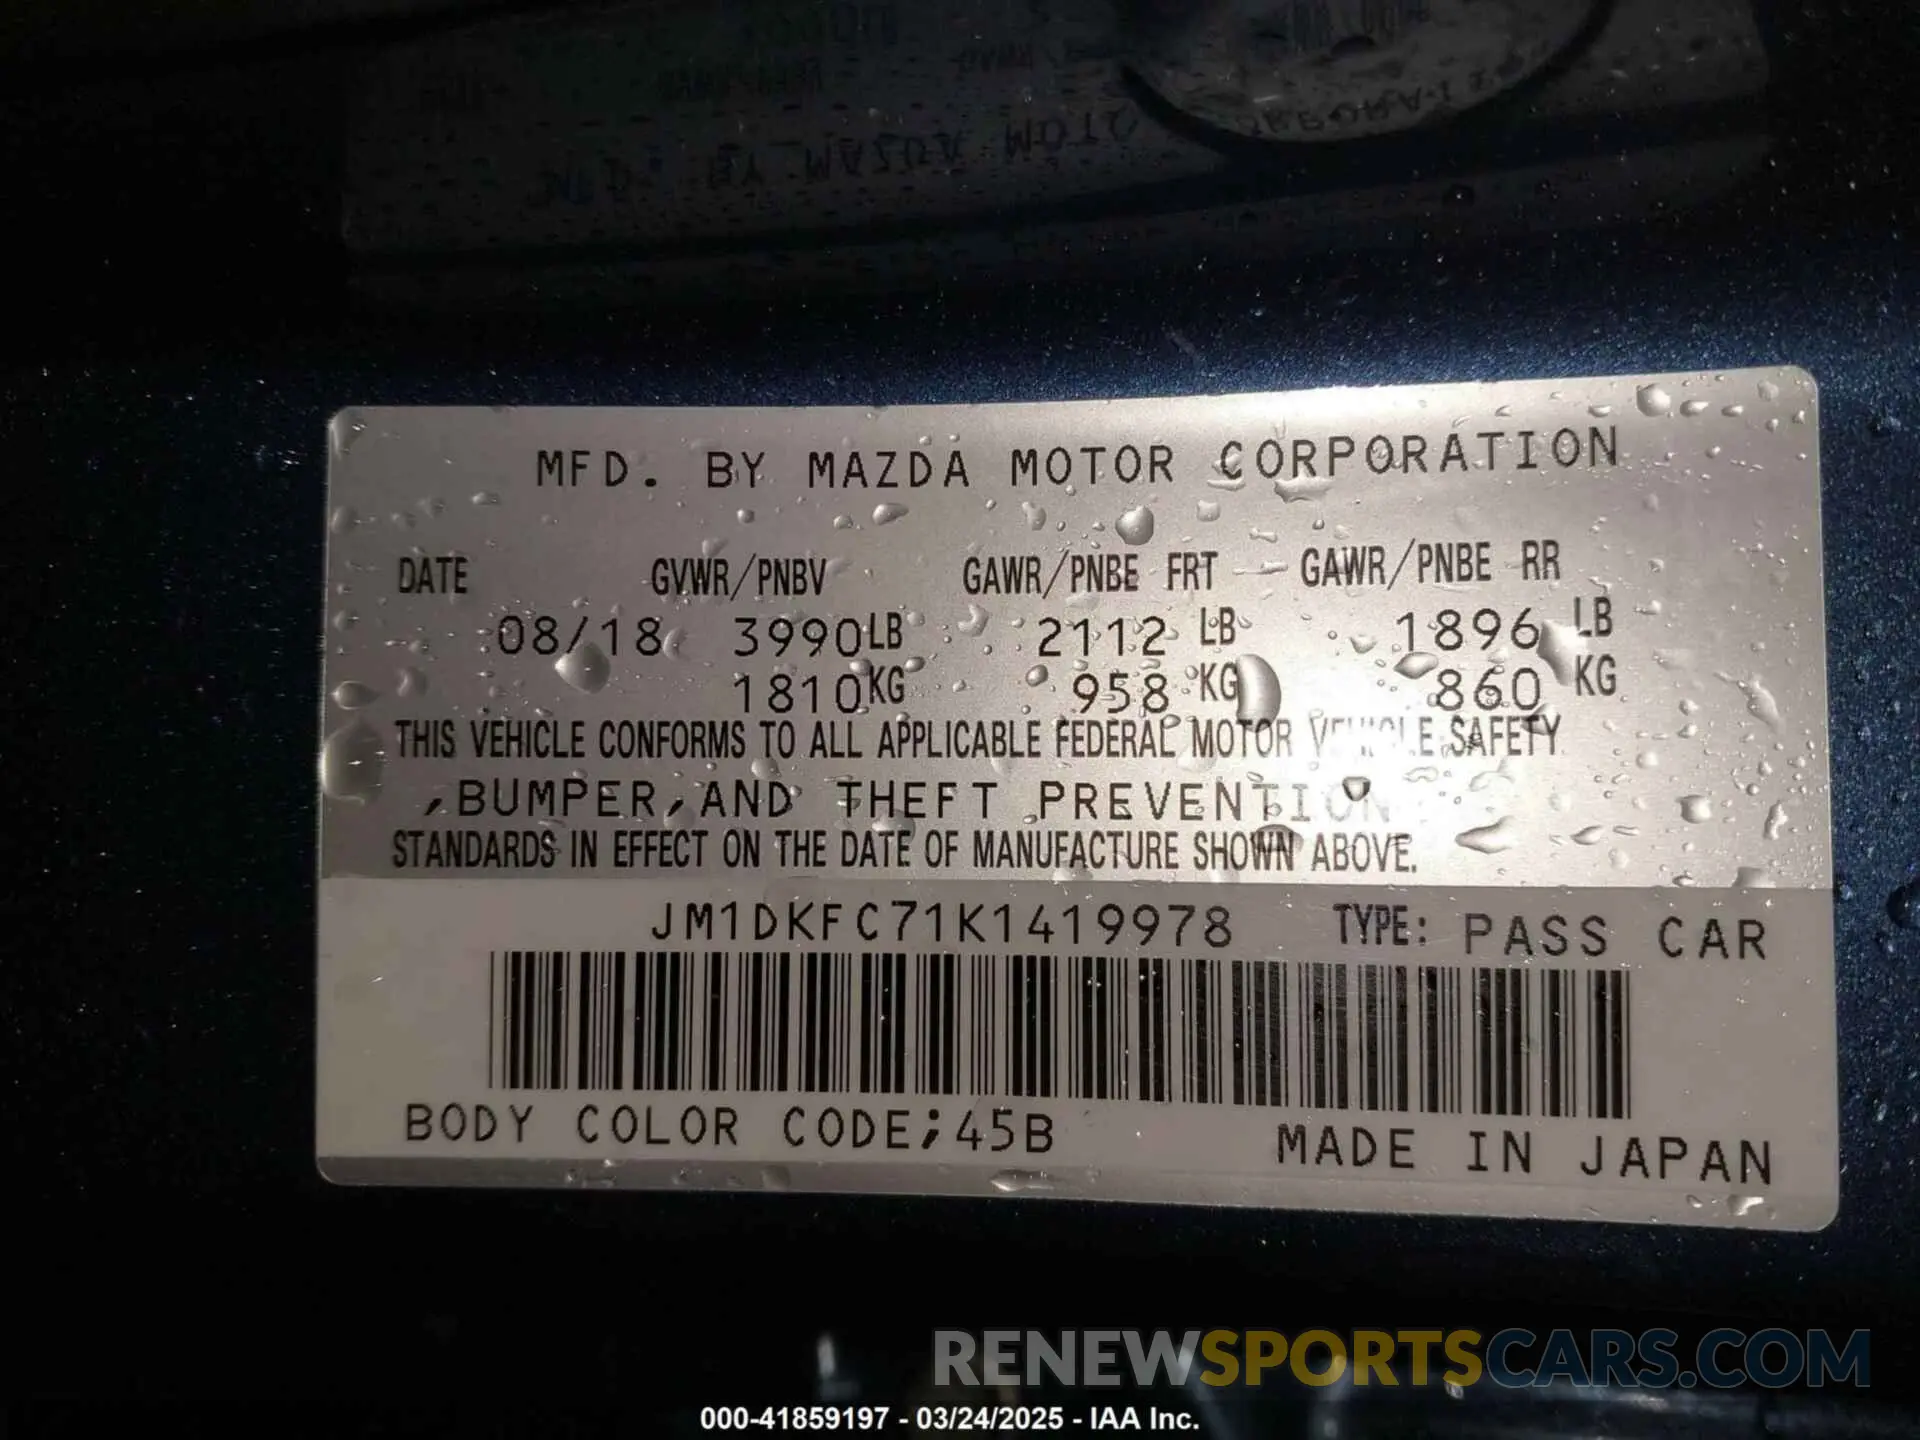 MFD. BY MAZDA MOTOR CORPORATION
DATE GVWR/PNBV GAWR/PNBE FRT GAWR/PNBE RR
08/18 3990LB 2112 LB 1896 LB
1810KG 958 KG 860 KG
THIS VEHICLE CONFORMS TO ALL APPLICABLE FEDERAL MOTOR VEHICLE SAFETY
,BUMPER,AND THEFT PREVENTION
STANDARDS IN EFFECT ON THE DATE OF MANUFACTURE SHOWN ABOVE.
JM1DKFC71K1419978 TYPE: PASS CAR
BODY COLOR CODE;45B
MADE IN JAPAN
RENEWSPORTSCARS.COM
000-41859197 - 03/24/2025 - IAA Inc.